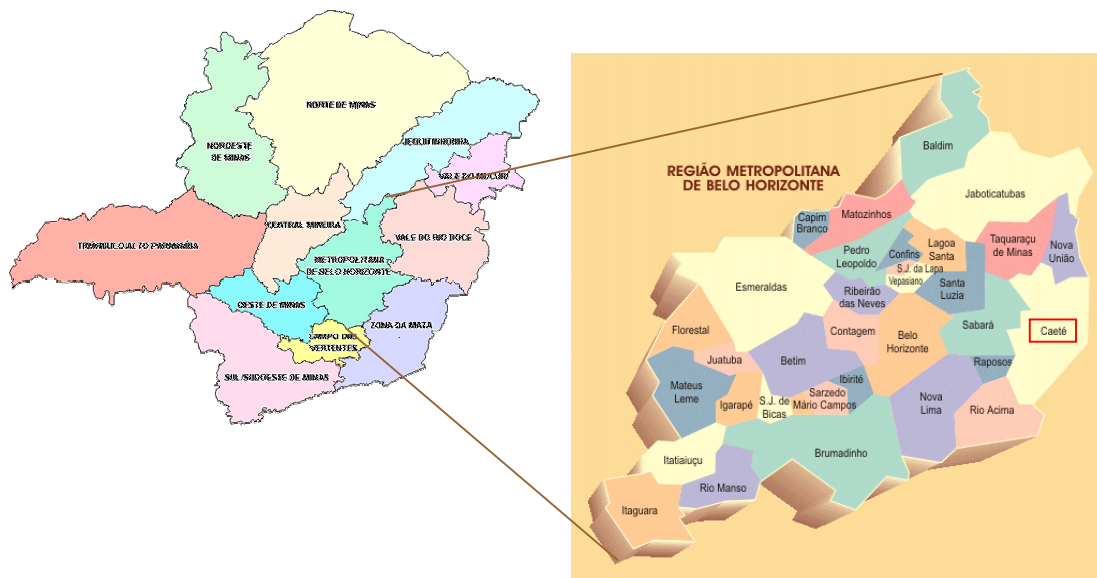 NORTE DE MINAS
NOROESTE
DE MINAS
JEQUITINHONHA
VALE DO MUCURI
CENTRAL MINEIRA
VALE DO RIO DOCE
TRIÂNGULO/ALTO PARANAÍBA
METROPOLITANA
DE BELO HORIZONTE
OESTE DE MINAS
ZONA DA MATA
CAMPO DAS
VERTENTES
SUL/SUDOESTE DE MINAS
REGIÃO METROPOLITANA
DE BELO HORIZONTE
Baldim
Jaboticatubas
Capim
Branco
Matozinhos
Taquaraçu
de Minas
Nova
União
Pedro
Leopoldo
Confins
Lagoa
Santa
S.J. da Lapa
Vepasiano
Santa
Luzia
Esmeraldas
Ribeirão
das Neves
Florestal
Contagem
Belo
Horizonte
Sabará
Caeté
Juatuba
Betim
Raposos
Mateus
Leme
Ibirité
Igarapé
S.J. de
Bicas
Sarzedo
Mário Campos
Nova
Lima
Rio Acima
Itatiaiuçu
Brumadinho
Rio Manso
Itaguara